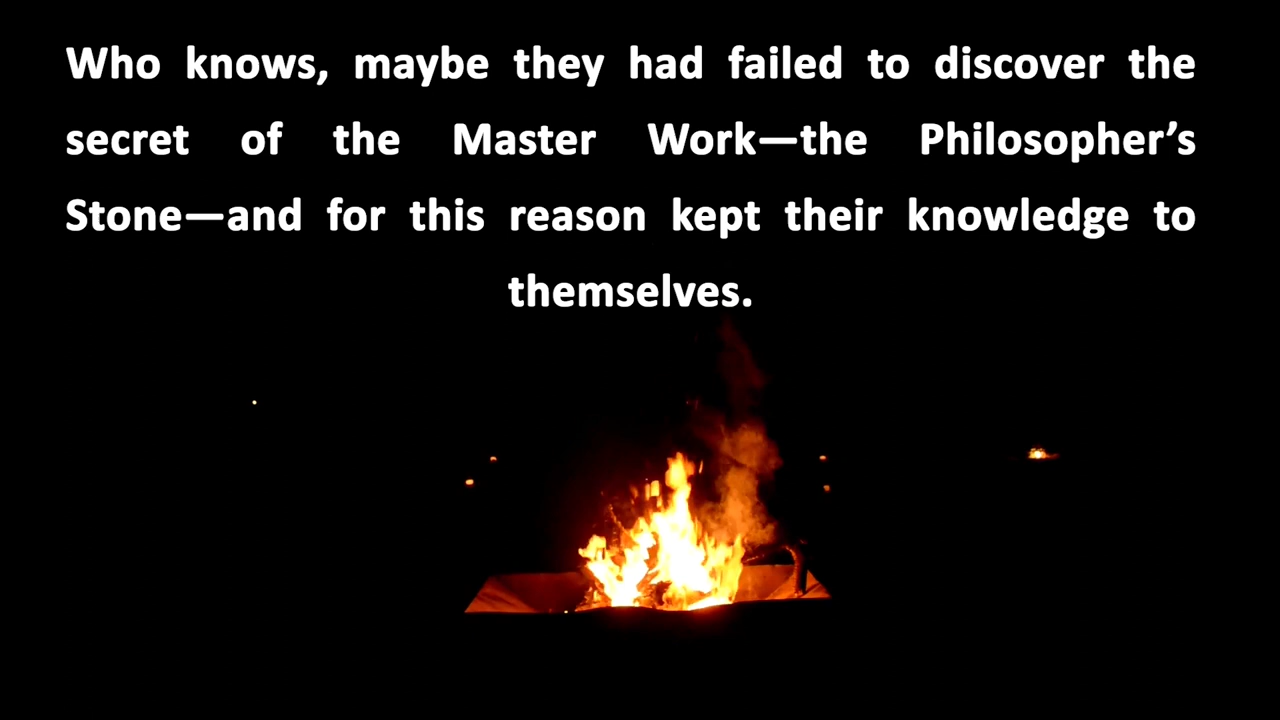 Who knows, maybe they had failed to discover the
secret of the Master Work—the Philosopher’s
Stone—and for this reason kept their knowledge to
themselves.